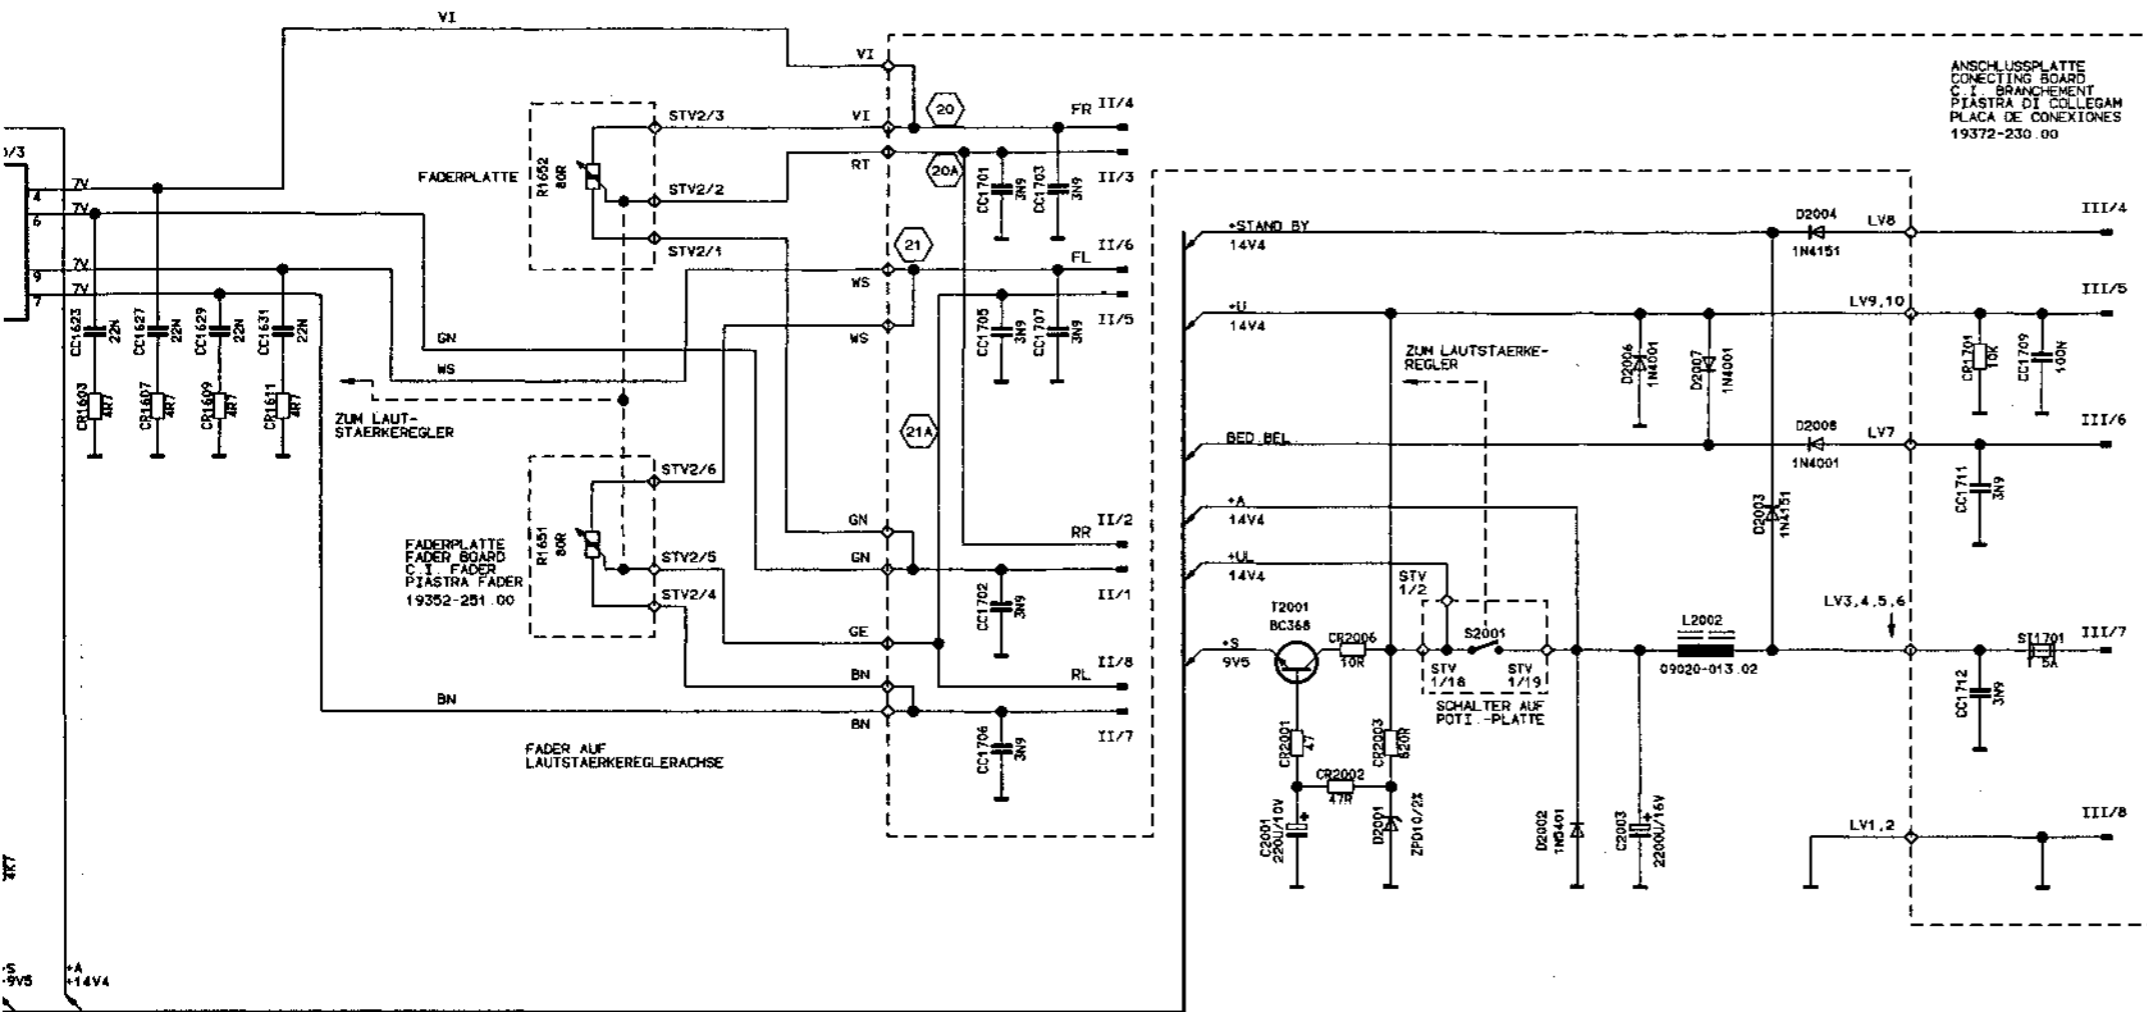 VI
VI
ANSCHLUSSPLATTE
CONECTING BOARD
C.I. BRANCHEMENT
PIASTRA DI COLLEGAM
PLACA DE CONEXIONES
19372-230.00
STV2/3
VI
20
FR
II/4
FADERPLATTE
R1652
80R
RT
20A
CC1701
3N9
CC1703
3N9
II/3
STV2/2
STV2/1
7V
4
7V
6
7V
9
7V
7
CC1623
22N
CC1627
22N
CC1629
22N
CC1631
22N
CR1603
4R7
CR1607
4R7
CR1609
4R7
CR1611
4R7
21
II/6
FL
WS
WS
CC1705
3N9
CC1707
3N9
II/5
GN
WS
ZUM LAUT-
STAERKEREGLER
21A
STV2/6
FADERPLATTE
FADER BOARD
C.I. FADER
PIASTRA FADER
19352-251.00
R1651
80R
STV2/5
STV2/4
GN
GN
II/2
RR
CC1702
3N9
II/1
GE
BN
II/8
RL
BN
BN
CC1706
3N9
II/7
FADER AUF
LAUTSTAERKEREGLERACHSE
+STAND BY
14V4
D2004
1N4151
LV8
III/4
+U
14V4
LV9,10
III/5
ZUM LAUTSTAERKE-
REGLER
D2006
1N4001
D2007
1N4001
CR1701
10K
CC1709
100N
BED.BEL
D2008
1N4001
LV7
III/6
CC1711
3N9
+A
14V4
D2003
1N4151
+UL
14V4
STV
1/2
T2001
BC368
+S
9V5
CR2006
10R
S2001
STV
1/18
STV
1/19
SCHALTER AUF
POTI.-PLATTE
L2002
09020-013.02
LV3,4,5,6
SI1701
T 5A
III/7
CC1712
3N9
CR2001
47
CR2003
620R
CR2002
47R
C2001
220U/10V
D2001
ZPD10/2%
D2002
1N5401
C2003
2200U/16V
LV1,2
III/8
4K7
+A
+14V4